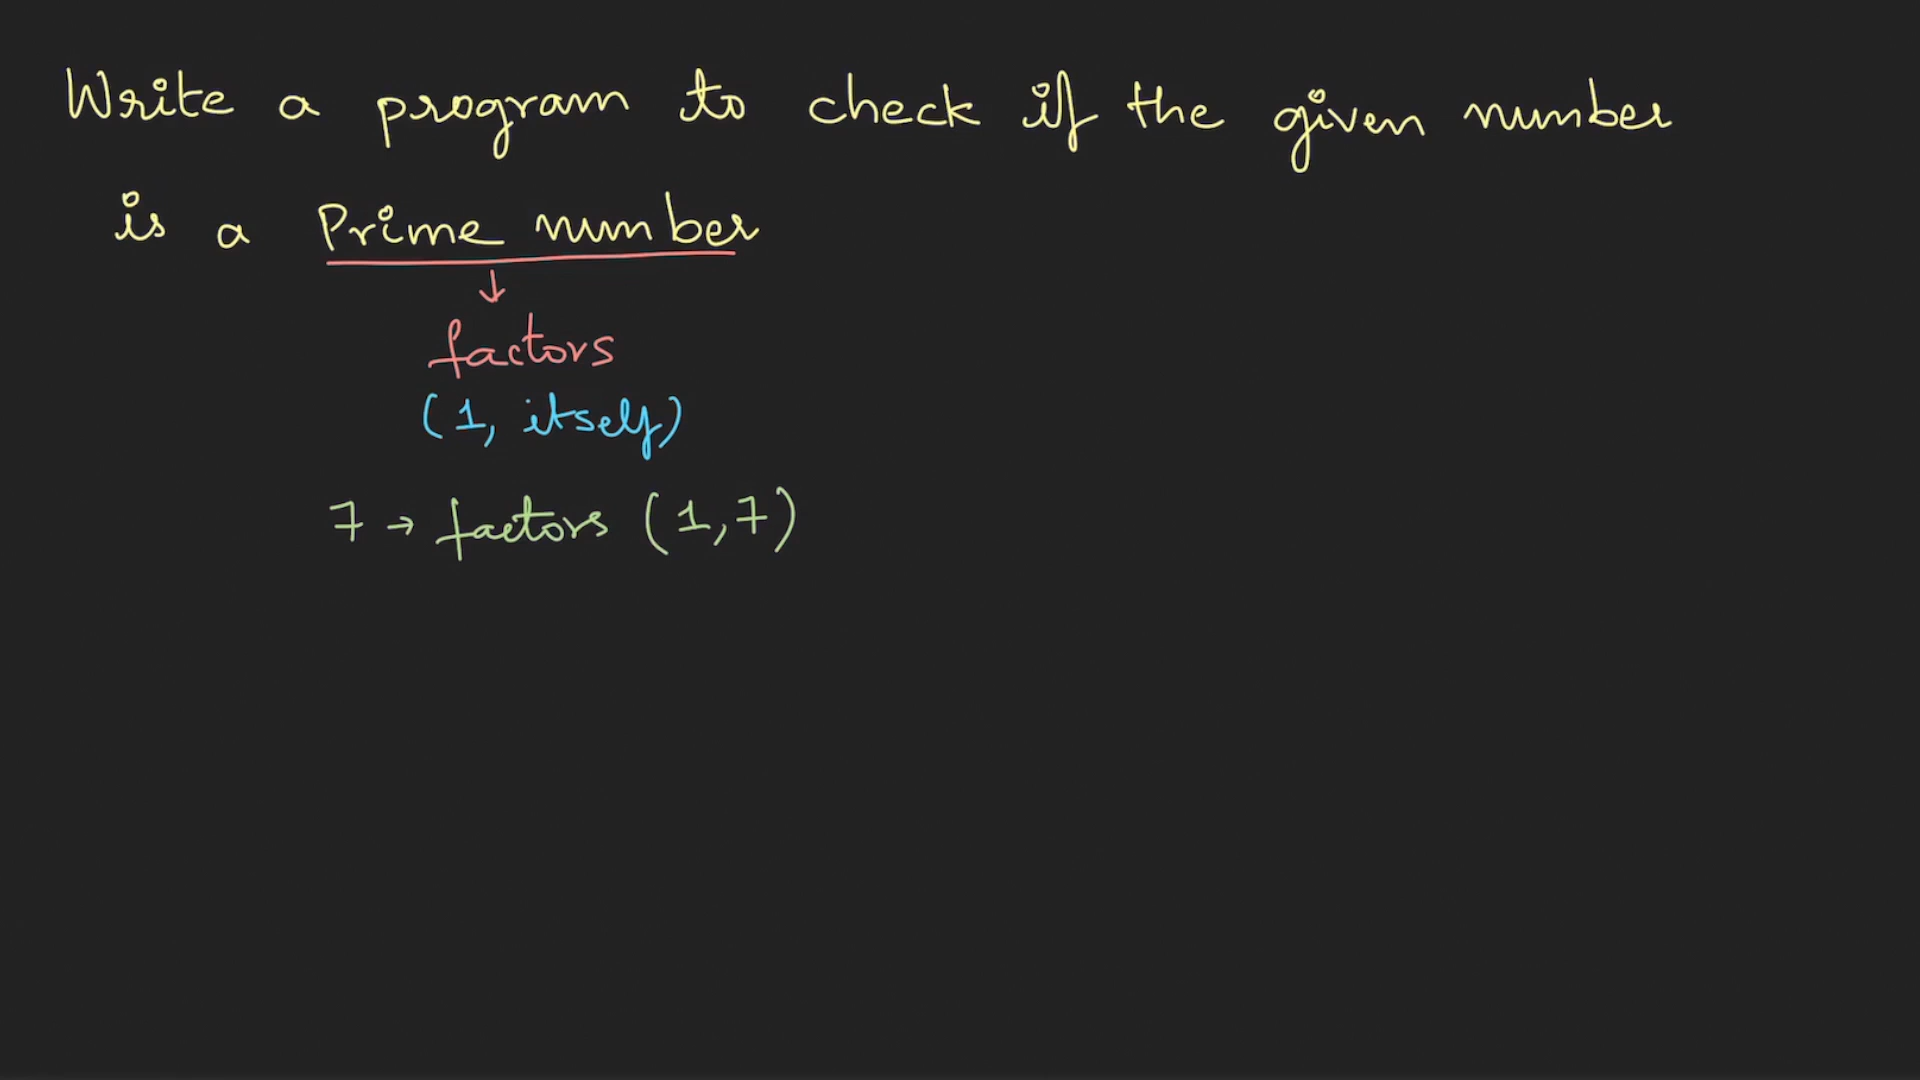 Write a program to check if the given number
is a Prime number
↓
factors
(1, itself)
7 → factors (1,7)